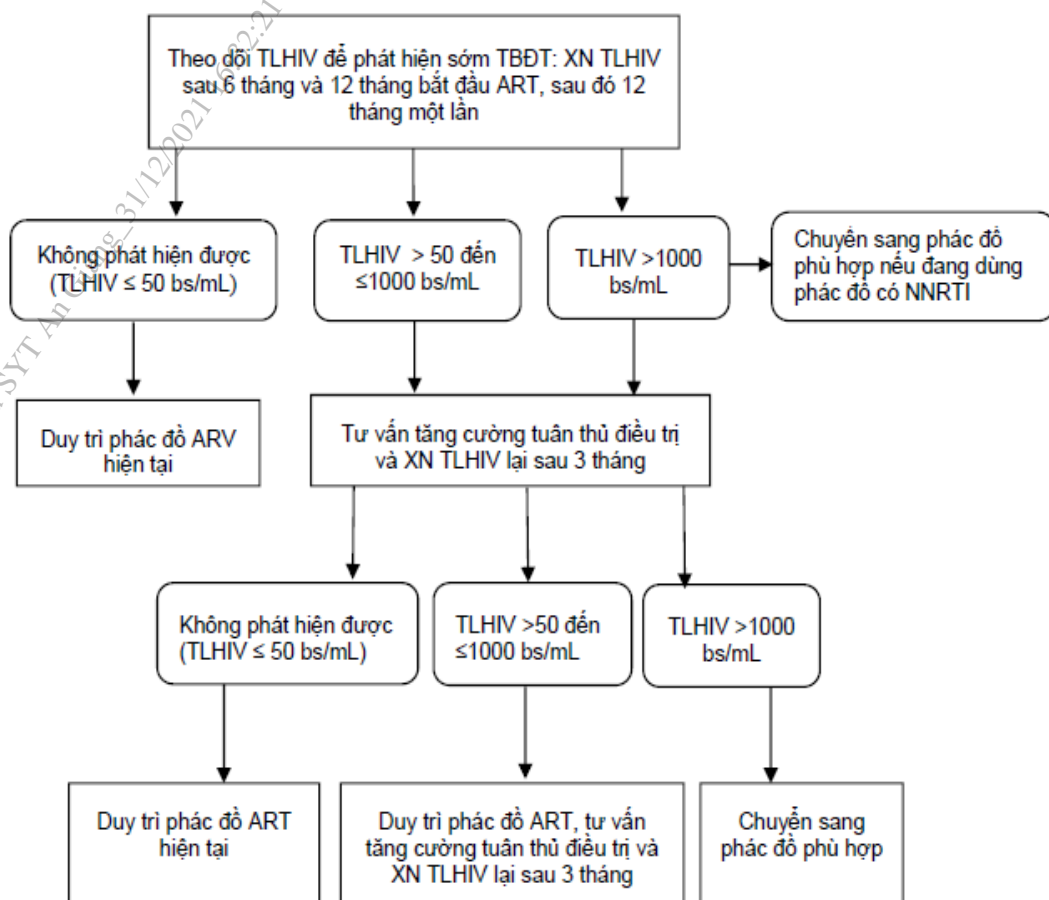 Theo dõi TLHIV để phát hiện sớm TBĐT: XN TLHIV
sau 6 tháng và 12 tháng bắt đầu ART, sau đó 12
tháng một lần
Không phát hiện được
(TLHIV ≤ 50 bs/mL)
TLHIV > 50 đến
≤1000 bs/mL
TLHIV >1000
bs/mL
Chuyển sang phác đồ
phù hợp nếu đang dùng
phác đồ có NNRTI
Duy trì phác đồ ARV
hiện tại
Tư vấn tăng cường tuân thủ điều trị
và XN TLHIV lại sau 3 tháng
Không phát hiện được
(TLHIV ≤ 50 bs/mL)
TLHIV >50 đến
≤1000 bs/mL
TLHIV >1000
bs/mL
Duy trì phác đồ ART
hiện tại
Duy trì phác đồ ART, tư vấn
tăng cường tuân thủ điều trị và
XN TLHIV lại sau 3 tháng
Chuyển sang
phác đồ phù hợp
SYT An Giang_31/12/2021